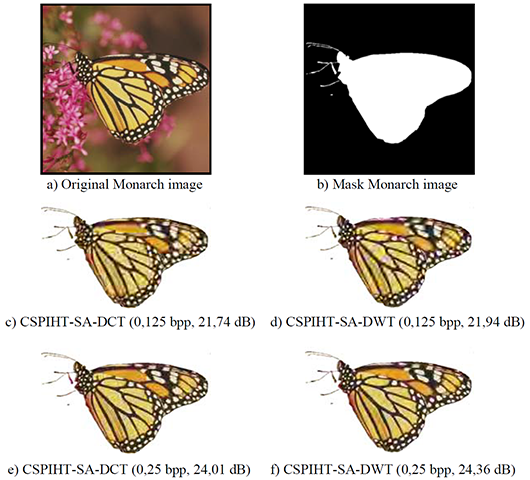 a) Original Monarch image
b) Mask Monarch image
c) CSPIHT-SA-DCT (0,125 bpp, 21,74 dB)
d) CSPIHT-SA-DWT (0,125 bpp, 21,94 dB)
e) CSPIHT-SA-DCT (0,25 bpp, 24,01 dB)
f) CSPIHT-SA-DWT (0,25 bpp, 24,36 dB)